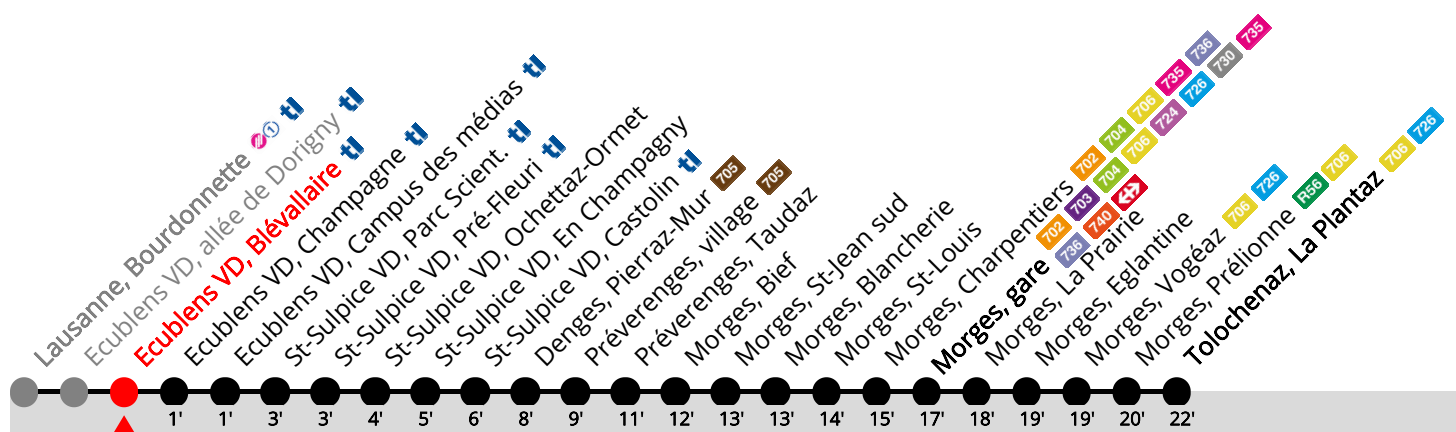 Lausanne, Bourdonnette 1 tl
Ecublens VD, allée de Dorigny tl
Ecublens VD, Blévallaire tl
Ecublens VD, Champagne tl
Ecublens VD, Campus des médias tl
St-Sulpice VD, Parc Scient. tl
St-Sulpice VD, Pré-Fleuri tl
St-Sulpice VD, Ochettaz-Ormet
St-Sulpice VD, En Champagny
St-Sulpice VD, Castolin tl
Denges, Pierraz-Mur 705
Préverenges, village 705
Préverenges, Taudaz
Morges, Bief
Morges, St-Jean sud
Morges, Blancherie
Morges, St-Louis
Morges, Charpentiers 702 704 706 735 736
Morges, gare 702 703 704 706 724 726 730 735
736 740
Morges, La Prairie
Morges, Eglantine
Morges, Vogéaz 706 726
Morges, Prélionne R56 706
Tolochenaz, La Plantaz 706 726
1' 1' 3' 3' 4' 5' 6' 8' 9' 11' 12' 13' 13' 14' 15' 17' 18' 19' 19' 20' 22'